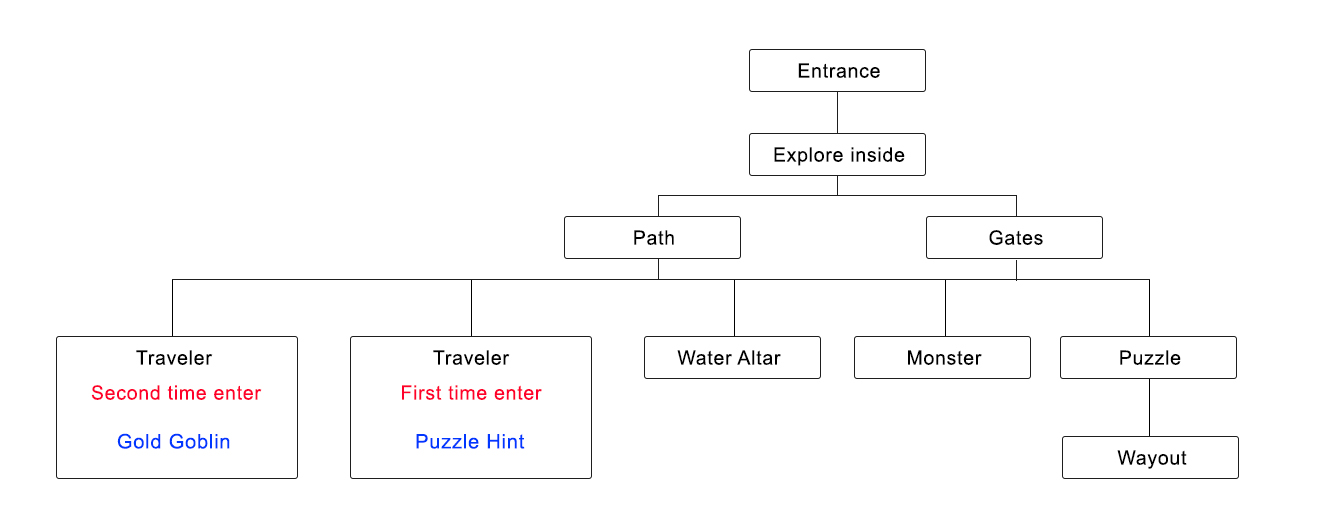 Entrance
Explore inside
Path
Gates
Traveler
Second time enter
Gold Goblin
Traveler
First time enter
Puzzle Hint
Water Altar
Monster
Puzzle
Wayout